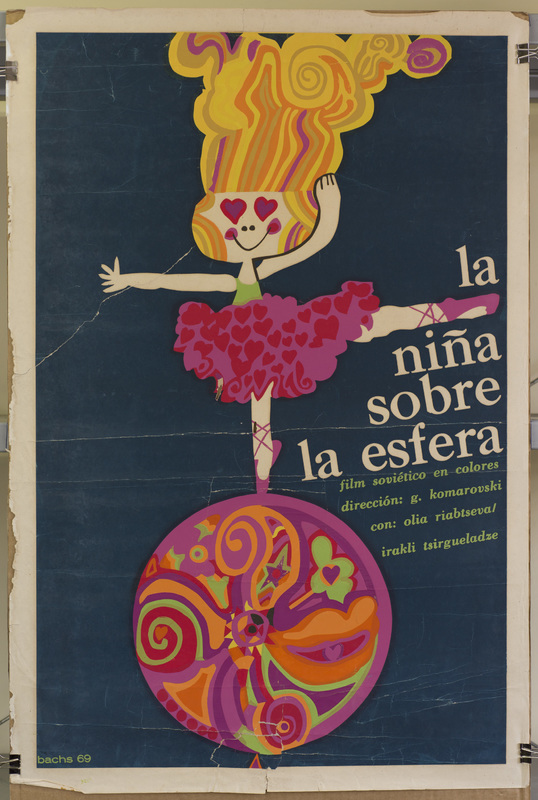 la
niña
sobre
la esfera
film soviético en colores
dirección: g. komarovski
con: olia riabtseva/
irakli tsirgueladze
bachs 69